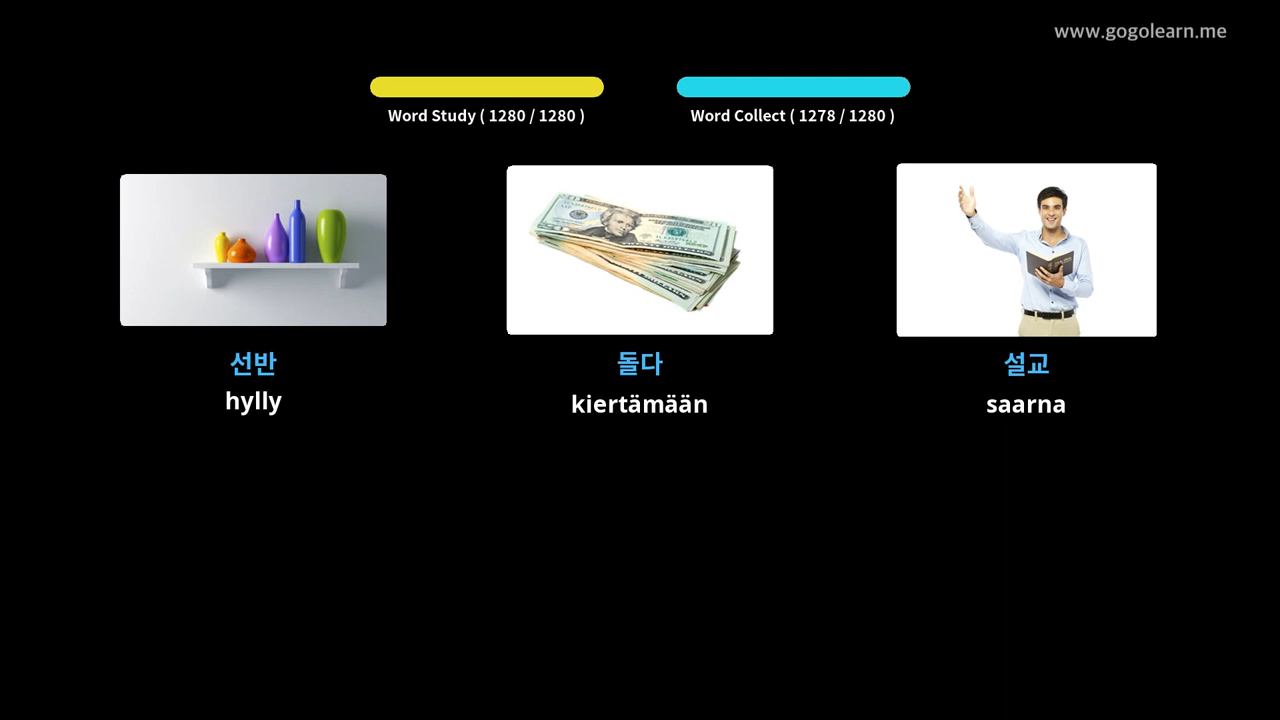 www.gogolearn.me
Word Study ( 1280 / 1280 )
Word Collect ( 1278 / 1280 )
선반
hylly
돌다
kiertämään
설교
saarna